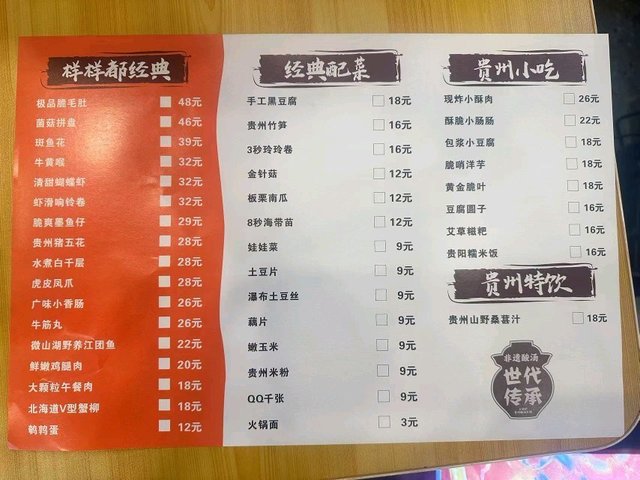 样样都经典
极品脆毛肚 48元
菌菇拼盘 46元
斑鱼花 39元
牛黄喉 32元
清甜蝴蝶虾 32元
虾滑响铃卷 32元
脆爽墨鱼仔 29元
贵州猪五花 28元
水煮白千层 28元
虎皮凤爪 28元
广味小香肠 26元
牛筋丸 26元
微山湖野养江团鱼 22元
鲜嫩鸡腿肉 20元
大颗粒午餐肉 18元
北海道V型蟹柳 18元
鹌鹑蛋 12元
经典配菜
手工黑豆腐 18元
贵州竹笋 16元
3秒玲玲卷 16元
金针菇 12元
板栗南瓜 12元
8秒海带苗 12元
娃娃菜 9元
土豆片 9元
瀑布土豆丝 9元
藕片 9元
嫩玉米 9元
贵州米粉 9元
QQ千张 9元
火锅面 3元
贵州小吃
现炸小酥肉 26元
酥脆小肠肠 22元
包浆小豆腐 18元
脆哨洋芋 18元
黄金脆叶 18元
豆腐圆子 16元
艾草糍粑 16元
贵阳糯米饭 16元
贵州特饮
贵州山野桑葚汁 18元
非遗酸汤
世代
传承